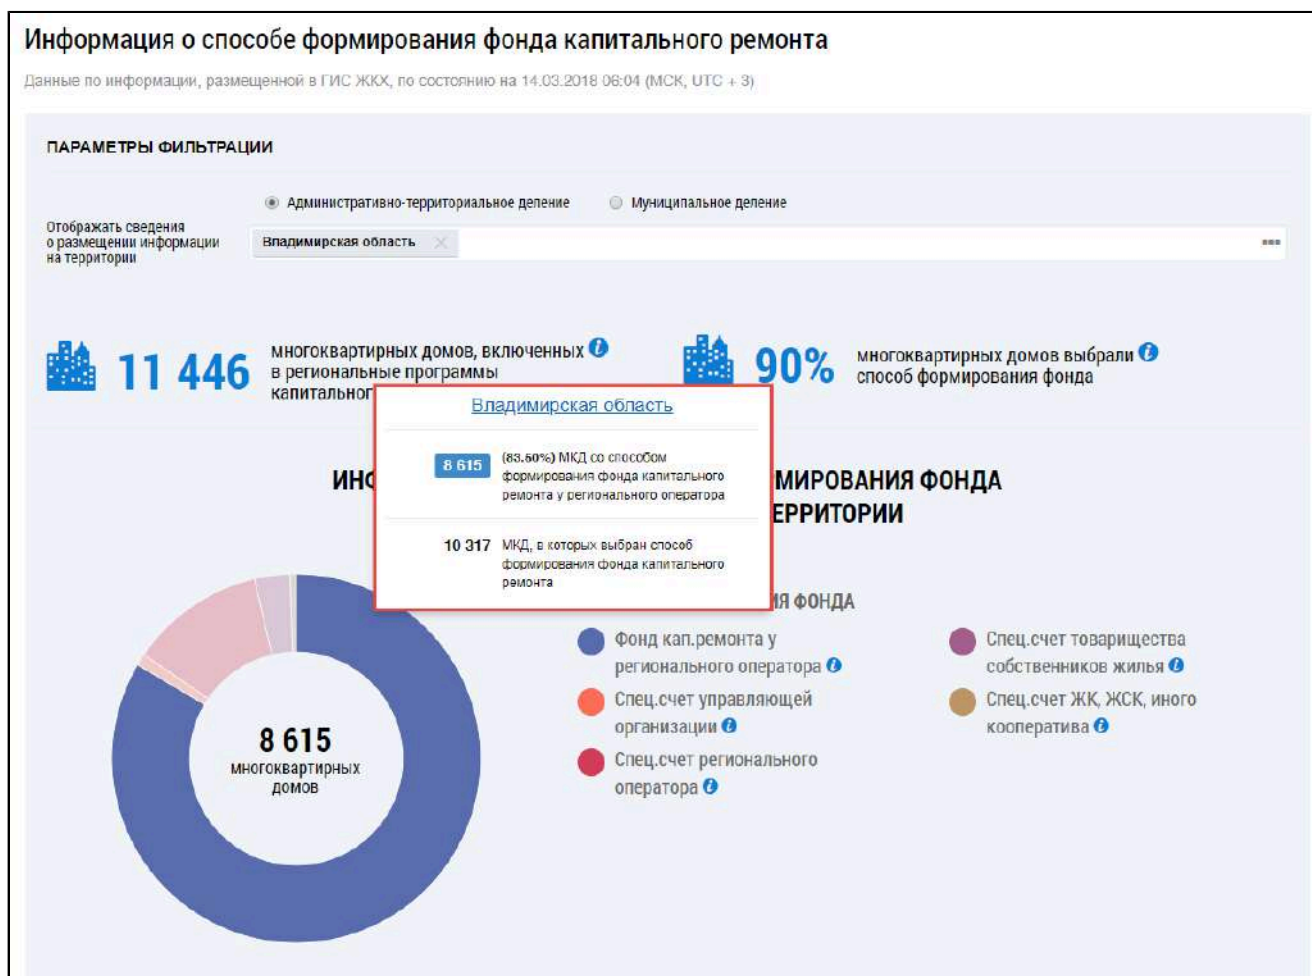 Информация о способе формирования фонда капитального ремонта
Данные по информации, размещенной в ГИС ЖКХ, по состоянию на 14.03.2018 06:04 (МСК, UTC + 3)
ПАРАМЕТРЫ ФИЛЬТРАЦИИ
Административно-территориальное деление
Муниципальное деление
Отображать сведения
о размещении информации
на территории
Владимирская область
11 446
многоквартирных домов, включенных
в региональные программы
капитальног
90%
многоквартирных домов выбрали
способ формирования фонда
Владимирская область
8 615
(83.50%) МКД со способом
формирования фонда капитального
ремонта у регионального оператора
10 317
МКД, в которых выбран способ
формирования фонда капитального
ремонта
МИРОВАНИЯ ФОНДА
ЕРРИТОРИИ
ИЯ ФОНДА
8 615
многоквартирных
домов
Фонд кап.ремонта у
регионального оператора
Спец.счет управляющей
организации
Спец.счет регионального
оператора
Спец.счет товарищества
собственников жилья
Спец.счет ЖК, ЖСК, иного
кооператива